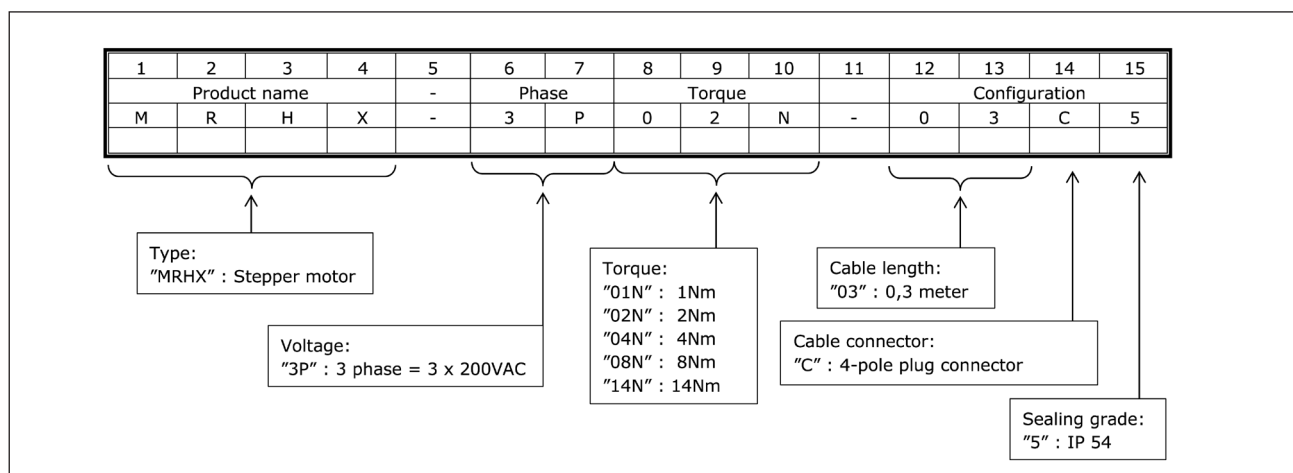 1 2 3 4 5 6 7 8 9 10 11 12 13 14 15
Product name - Phase Torque Configuration
M R H X - 3 P 0 2 N - 0 3 C 5
Type:
"MRHX" : Stepper motor
Voltage:
"3P" : 3 phase = 3 x 200VAC
Torque:
"01N" : 1Nm
"02N" : 2Nm
"04N" : 4Nm
"08N" : 8Nm
"14N" : 14Nm
Cable length:
"03" : 0,3 meter
Cable connector:
"C" : 4-pole plug connector
Sealing grade:
"5" : IP 54